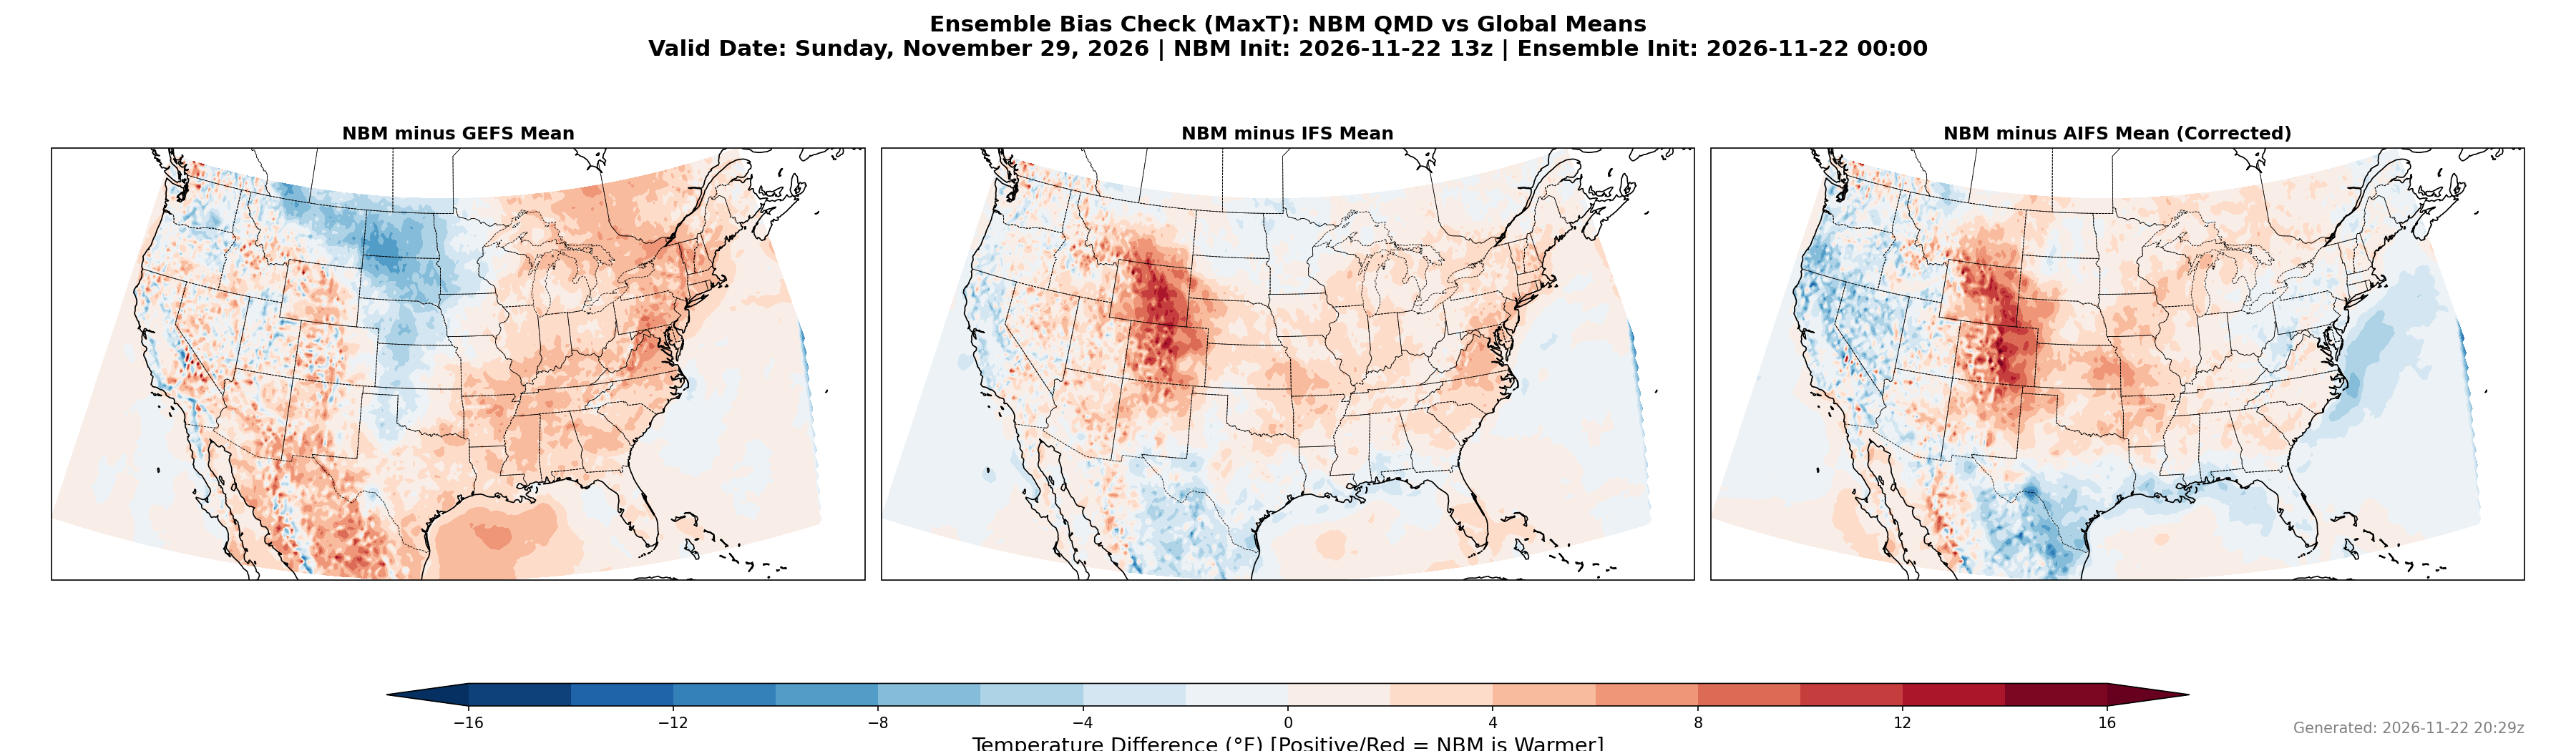 Ensemble Bias Check (MaxT): NBM QMD vs Global Means
Valid Date: Sunday, November 29, 2026 | NBM Init: 2026-11-22 13z | Ensemble Init: 2026-11-22 00:00
NBM minus GEFS Mean
NBM minus IFS Mean
NBM minus AIFS Mean (Corrected)
−16 −12 −8 −4 0 4 8 12 16
Generated: 2026-11-22 20:29z
Temperature Difference (°F) [Positive/Red = NBM is Warmer]